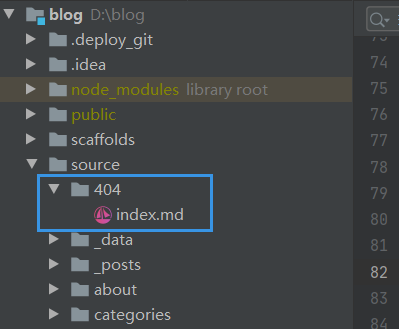 blog D:\blog
.deploy_git
.idea
node_modules library root
public
scaffolds
source
404
index.md
_data
_posts
about
categories
74
75
76
77
78
79
80
81
82
83